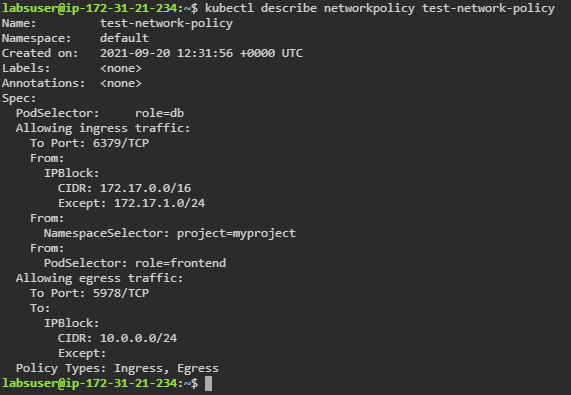 labsuser@ip-172-31-21-234:~$ kubectl describe networkpolicy test-network-policy
Name:         test-network-policy
Namespace:    default
Created on:   2021-09-20 12:31:56 +0000 UTC
Labels:       <none>
Annotations:  <none>
Spec:
  PodSelector:     role=db
  Allowing ingress traffic:
    To Port: 6379/TCP
    From:
      IPBlock:
        CIDR: 172.17.0.0/16
        Except: 172.17.1.0/24
    From:
      NamespaceSelector: project=myproject
    From:
      PodSelector: role=frontend
  Allowing egress traffic:
    To Port: 5978/TCP
    To:
      IPBlock:
        CIDR: 10.0.0.0/24
        Except:
  Policy Types: Ingress, Egress
labsuser@ip-172-31-21-234:~$